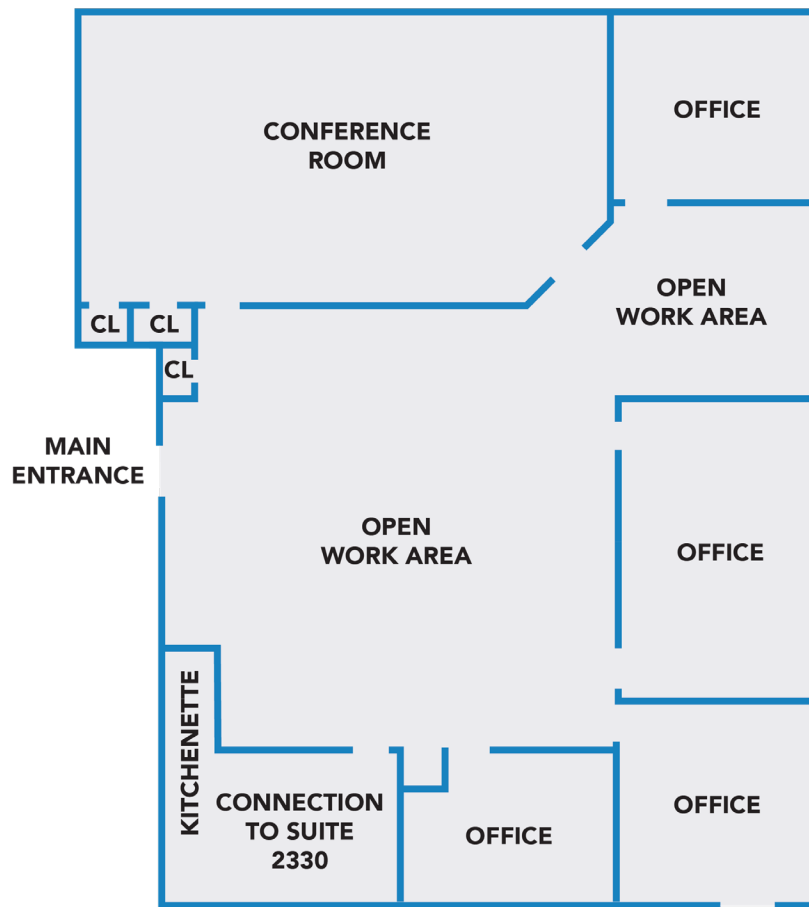 CONFERENCE
ROOM
OFFICE
OPEN
WORK AREA
CL
CL
CL
MAIN
ENTRANCE
OPEN
WORK AREA
OFFICE
KITCHENETTE
CONNECTION
TO SUITE
2330
OFFICE
OFFICE